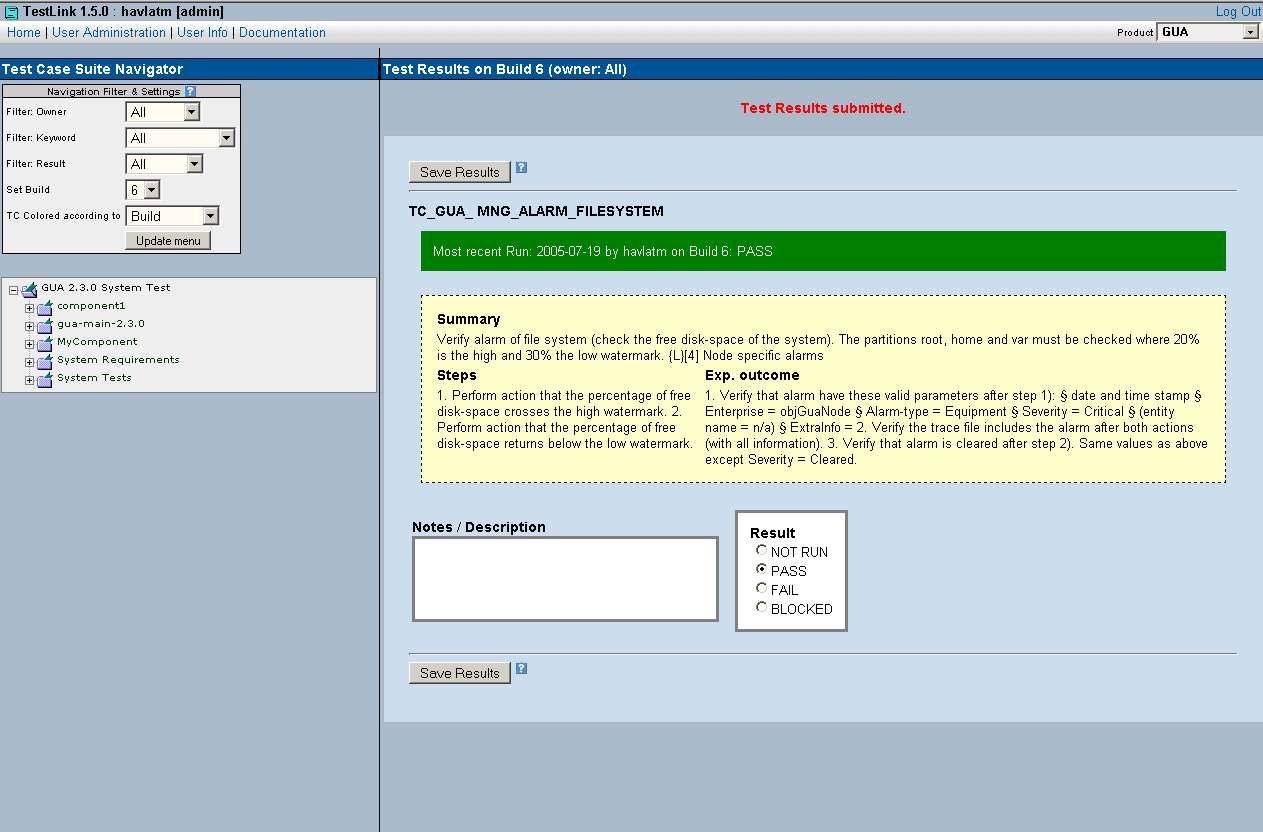 TestLink 1.5.0 : havlatm [admin]
Log Out
Home | User Administration | User Info | Documentation
Product GUA
Test Case Suite Navigator
Navigation Filter & Settings ?
Filter: Owner All
Filter: Keyword All
Filter: Result All
Set Build 6
TC Colored according to Build
Update menu
GUA 2.3.0 System Test
component1
gua-main-2.3.0
MyComponent
System Requirements
System Tests
Test Results on Build 6 (owner: All)
Test Results submitted.
Save Results ?
TC_GUA_ MNG_ALARM_FILESYSTEM
Most recent Run: 2005-07-19 by havlatm on Build 6: PASS
Summary
Verify alarm of file system (check the free disk-space of the system). The partitions root, home and var must be checked where 20%
is the high and 30% the low watermark. {L}[4] Node specific alarms
Steps
1. Perform action that the percentage of free
disk-space crosses the high watermark. 2.
Perform action that the percentage of free
disk-space returns below the low watermark.
Exp. outcome
1. Verify that alarm have these valid parameters after step 1): § date and time stamp §
Enterprise = objGuaNode § Alarm-type = Equipment § Severity = Critical § (entity
name = n/a) § ExtraInfo = 2. Verify the trace file includes the alarm after both actions
(with all information). 3. Verify that alarm is cleared after step 2). Same values as above
except Severity = Cleared.
Notes / Description
Result
NOT RUN
PASS
FAIL
BLOCKED
Save Results ?